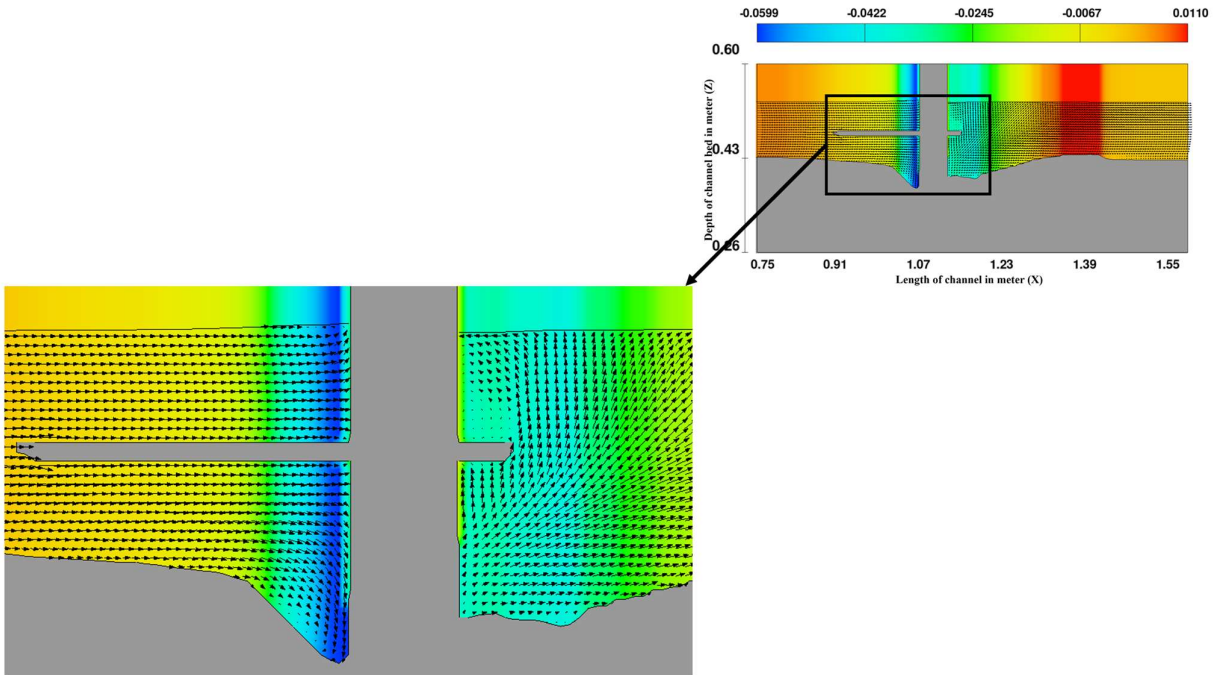 -0.0599 -0.0422 -0.0245 -0.0067 0.0110
0.60
0.43
0.26
Depth of channel bed in meter (Z)
0.75 0.91 1.07 1.23 1.39 1.55
Length of channel in meter (X)